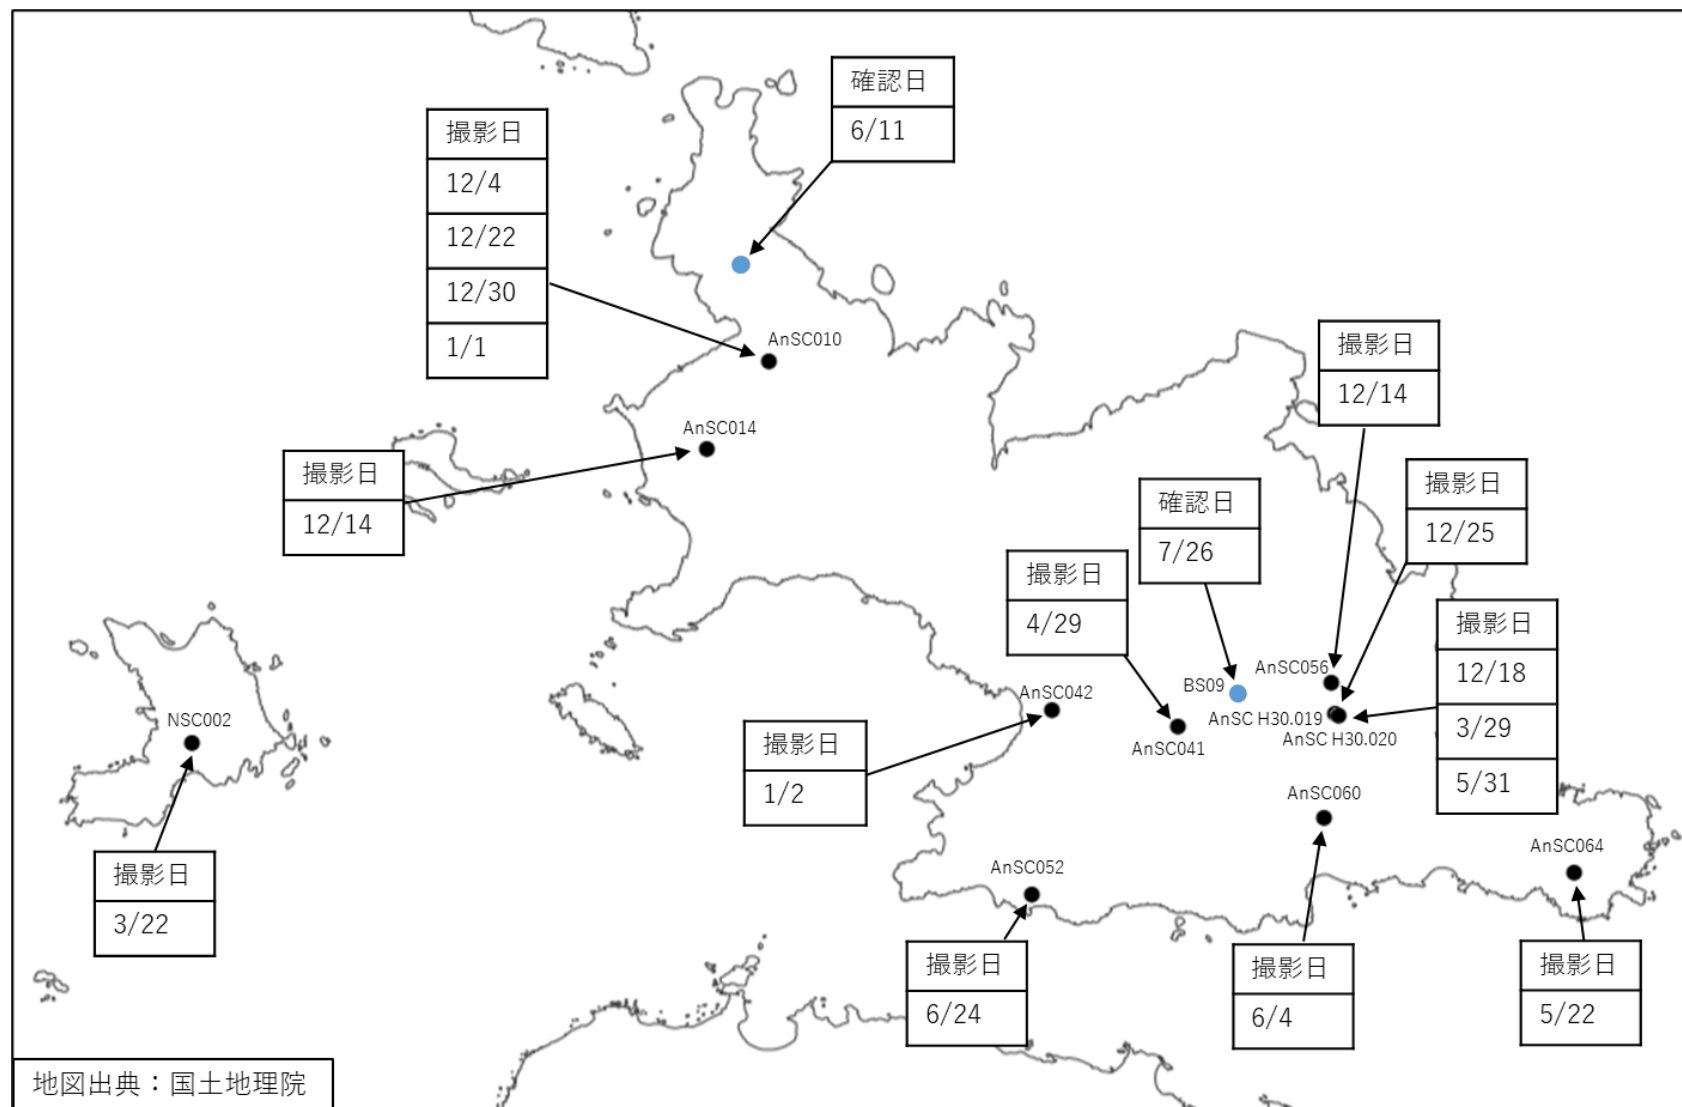 確認日
6/11
撮影日
12/4
12/22
12/30
1/1
AnSC010
撮影日
12/14
AnSC014
撮影日
12/14
撮影日
12/25
確認日
7/26
撮影日
4/29
撮影日
12/18
3/29
5/31
AnSC056
BS09
AnSC042
AnSC H30.019
AnSC H30.020
AnSC041
NSC002
撮影日
1/2
AnSC060
AnSC064
AnSC052
撮影日
3/22
撮影日
6/24
撮影日
6/4
撮影日
5/22
地図出典：国土地理院